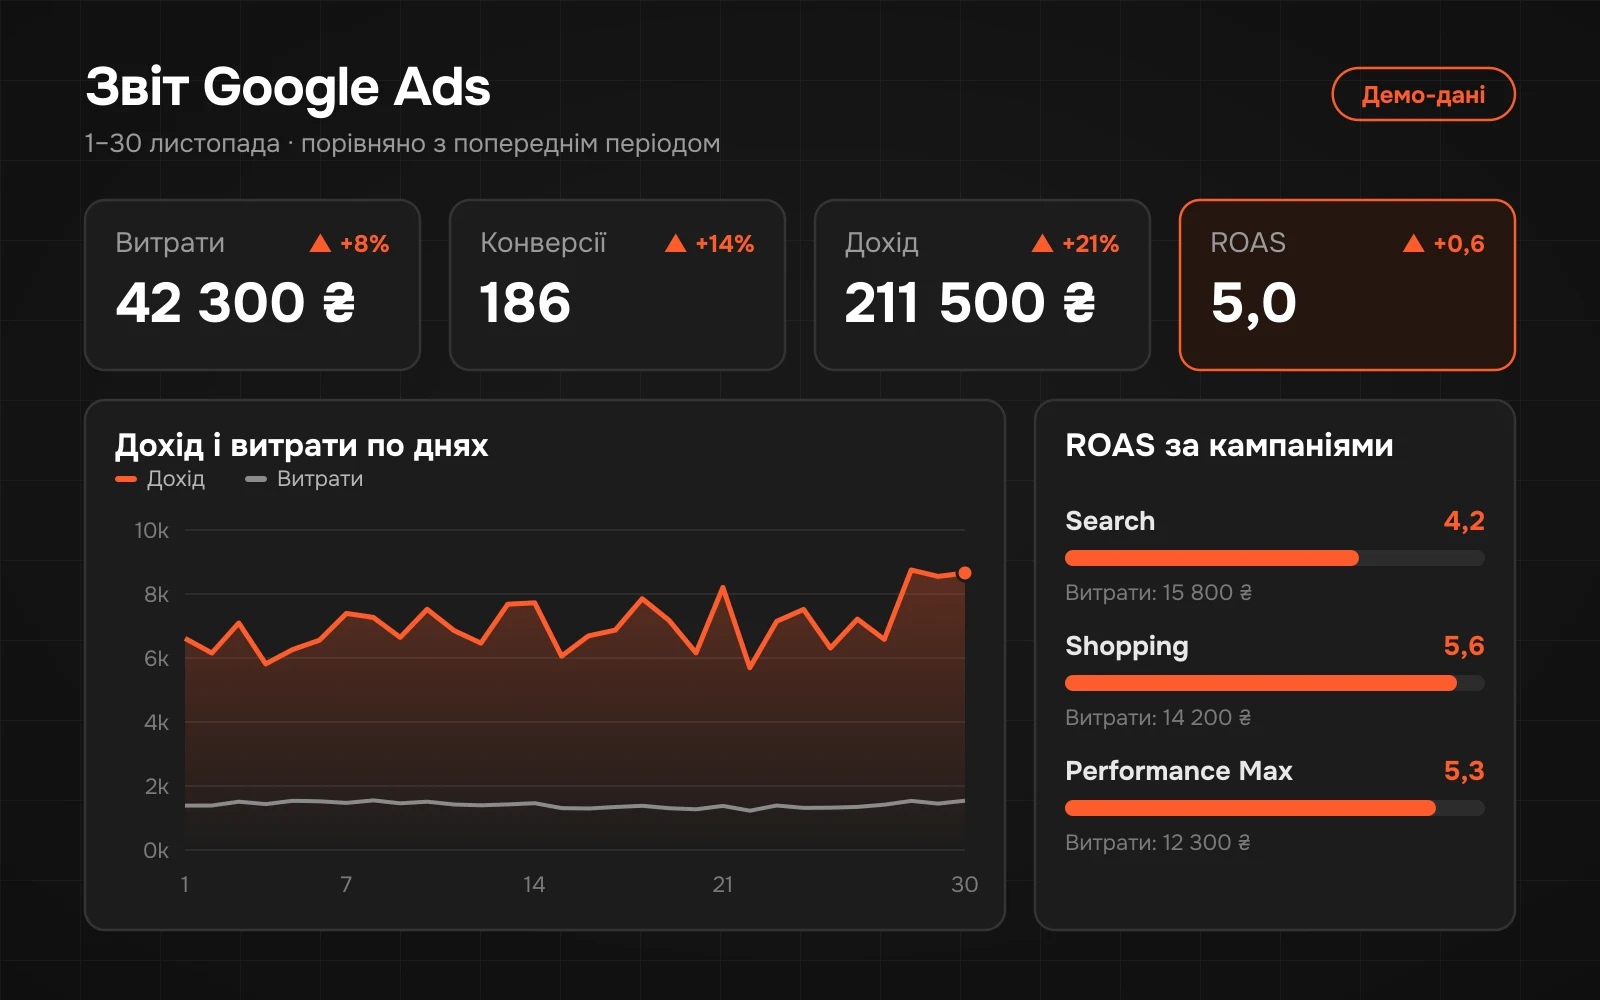 Звіт Google Ads
Демо-дані
1–30 листопада · порівняно з попереднім періодом
Витрати ▲ +8%
42 300 ₴
Конверсії ▲ +14%
186
Дохід ▲ +21%
211 500 ₴
ROAS ▲ +0,6
5,0
Дохід і витрати по днях
Дохід Витрати
10k
8k
6k
4k
2k
0k
1 7 14 21 30
ROAS за кампаніями
Search 4,2
Витрати: 15 800 ₴
Shopping 5,6
Витрати: 14 200 ₴
Performance Max 5,3
Витрати: 12 300 ₴